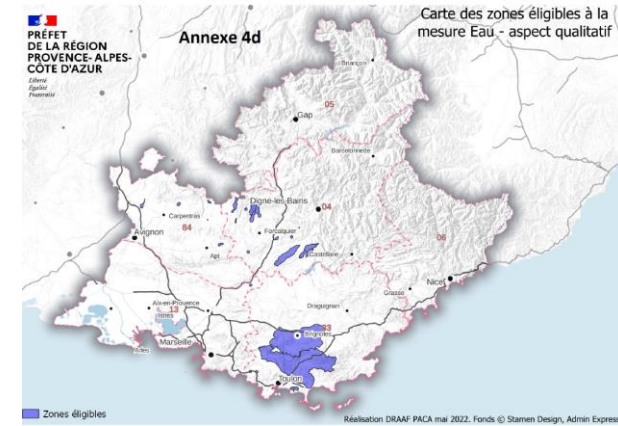 PRÉFET
DE LA RÉGION
PROVENCE- ALPES-
CÔTE D'AZUR
Liberté
Égalité
Fraternité
Annexe 4d
Carte des zones éligibles à la
mesure Eau - aspect qualitatif
Briançon
05
Gap
Barcelonnette
Digne-les-Bains
04
Carpentras
84
Forcalquier
06
Avignon
Apt
Castellane
Nice
Grasse
Aix-en-Provence
Draguignan
13
Istres
83
Brignoles
Marseille
Toulon
Zones éligibles
Réalisation DRAAF PACA mai 2022. Fonds © Stamen Design, Admin Express